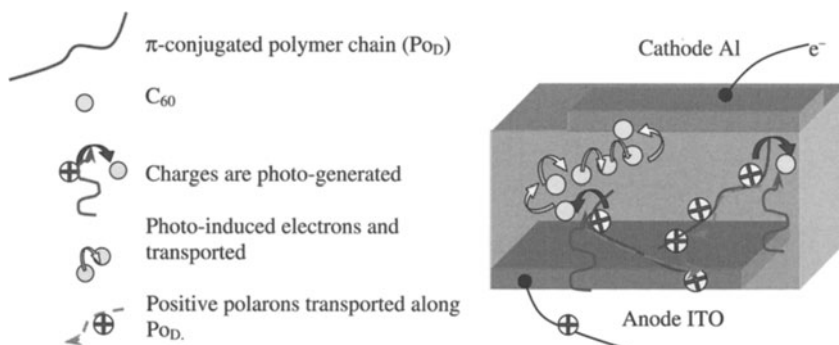 π-conjugated polymer chain (Po_D)
C₆₀
Charges are photo-generated
Photo-induced electrons and
transported
Positive polarons transported along
Po_D.
Cathode Al
e⁻
Anode ITO